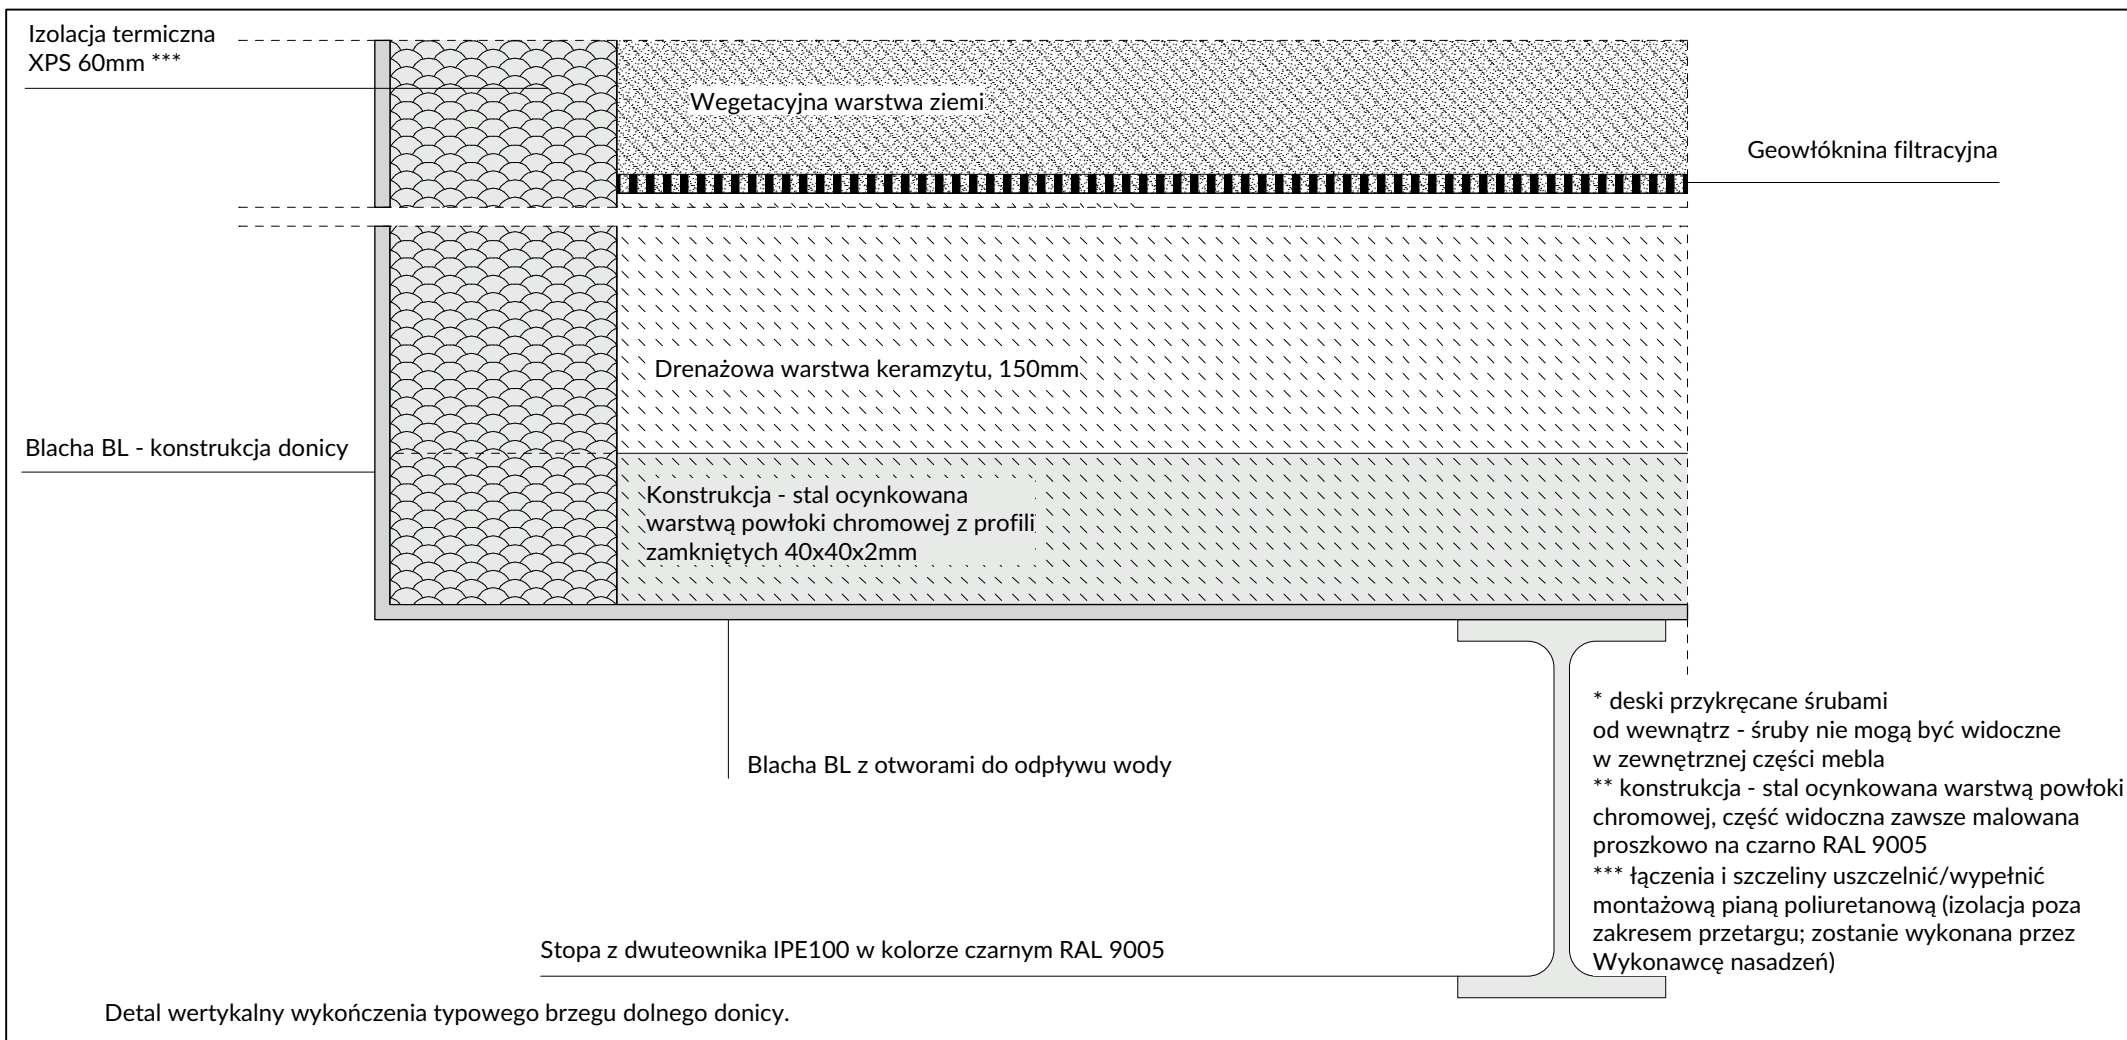 Izolacja termiczna
XPS 60mm ***
Wegetacyjna warstwa ziemi
Geowłóknina filtracyjna
Drenażowa warstwa keramzytu, 150mm
Blacha BL - konstrukcja donicy
Konstrukcja - stal ocynkowana
warstwą powłoki chromowej z profili
zamkniętych 40x40x2mm
Blacha BL z otworami do odpływu wody
* deski przykręcane śrubami
od wewnątrz - śruby nie mogą być widoczne
w zewnętrznej części mebla
** konstrukcja - stal ocynkowana warstwą powłoki
chromowej, część widoczna zawsze malowana
proszkowo na czarno RAL 9005
*** łączenia i szczeliny uszczelnić/wypełnić
montażową pianą poliuretanową (izolacja poza
zakresem przetargu; zostanie wykonana przez
Wykonawcę nasadzeń)
Stopa z dwuteownika IPE100 w kolorze czarnym RAL 9005
Detal wertykalny wykończenia typowego brzegu dolnego donicy.